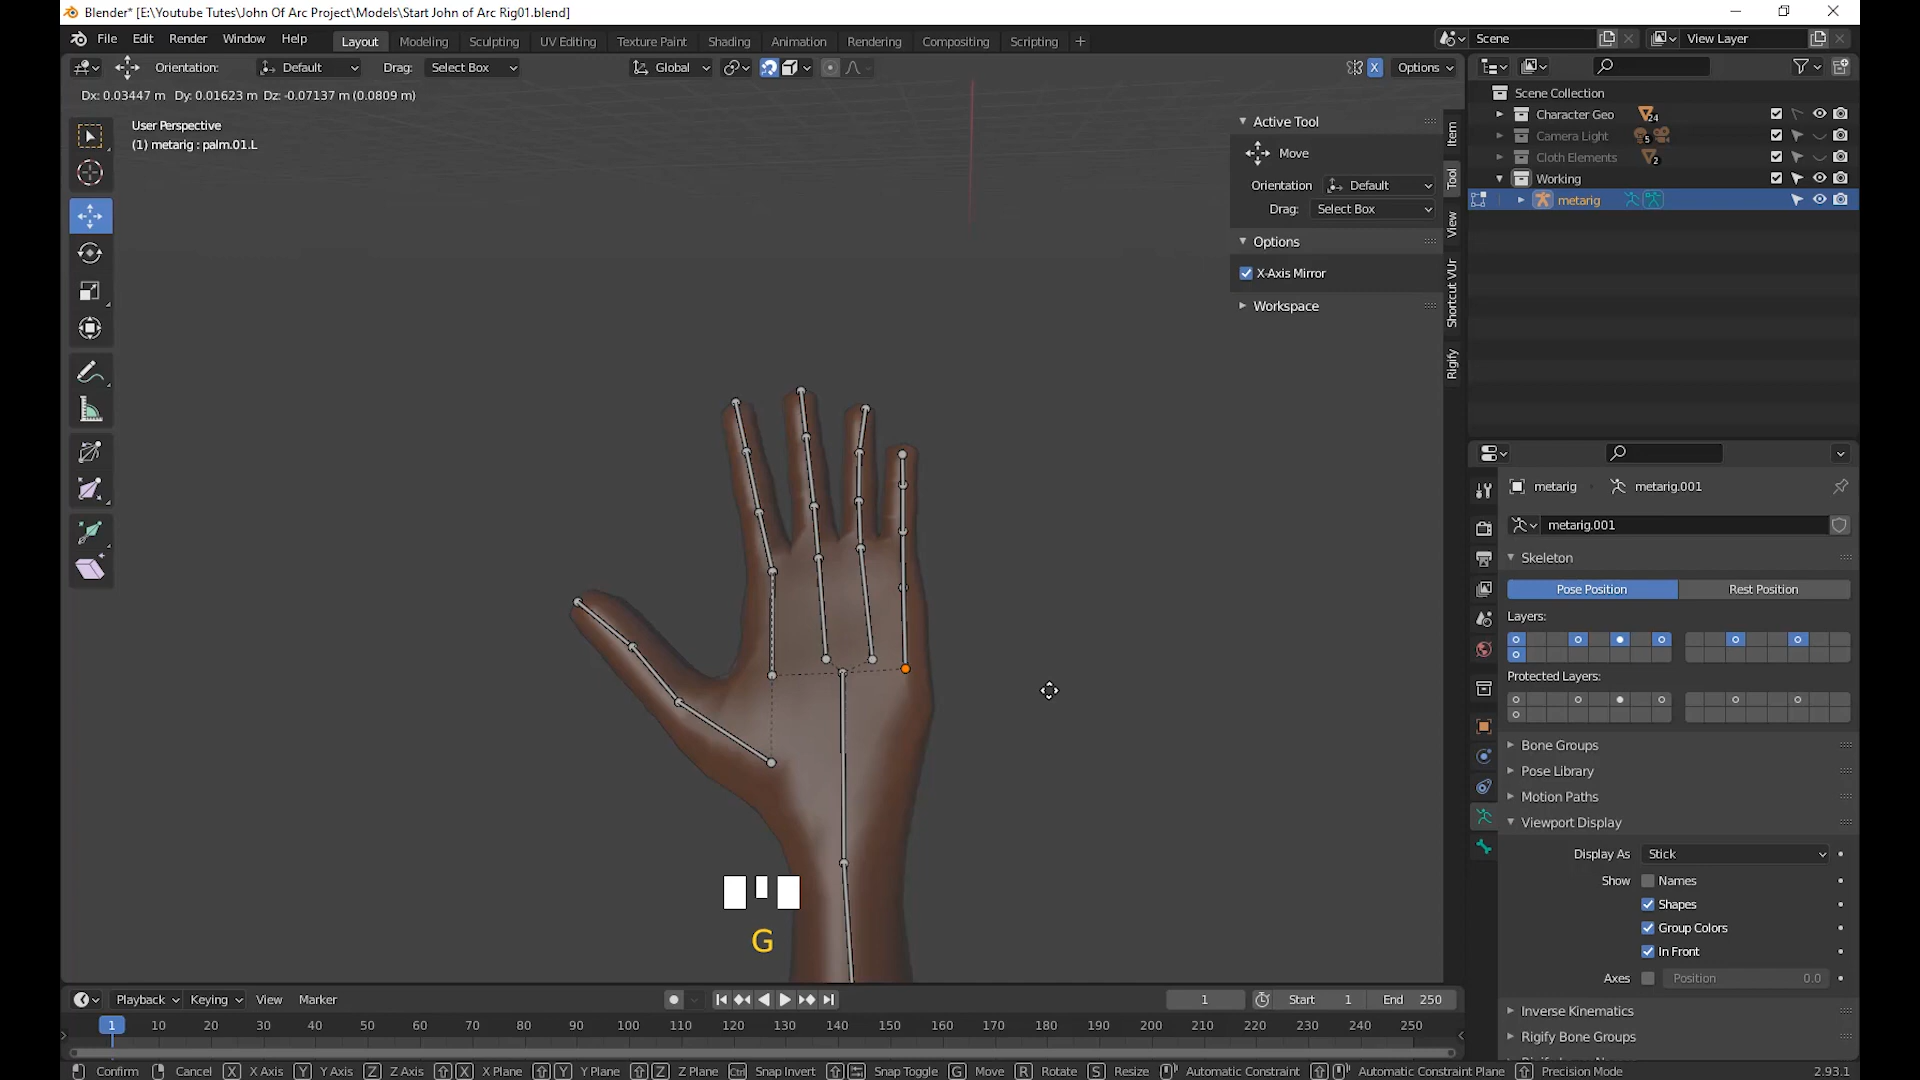 Blender* [E:\Youtube Tutes\John Of Arc Project\Models\Start John of Arc Rig01.blend]
File Edit Render Window Help Layout Modeling Sculpting UV Editing Texture Paint Shading Animation Rendering Compositing Scripting + Scene View Layer
Orientation: Default Drag: Select Box Global X Options
Dx: 0.03447 m Dy: 0.01623 m Dz: -0.07137 m (0.0809 m)
User Perspective
(1) metarig : palm.01.L
Active Tool
Move
Orientation Default
Drag: Select Box
Options
X-Axis Mirror
Workspace
Item
Tool
View
Shortcut VUr
Rigify
Scene Collection
Character Geo 24
Camera Light 5
Cloth Elements 2
Working
metarig
metarig metarig.001
metarig.001
Skeleton
Pose Position Rest Position
Layers:
Protected Layers:
Bone Groups
Pose Library
Motion Paths
Viewport Display
Display As Stick
Show Names
Shapes
Group Colors
In Front
Axes Position 0.0
Inverse Kinematics
Rigify Bone Groups
G
Playback Keying View Marker 1 Start 1 End 250
1 10 20 30 40 50 60 70 80 90 100 110 120 130 140 150 160 170 180 190 200 210 220 230 240 250
Confirm Cancel X X Axis Y Y Axis Z Z Axis X X Plane Y Y Plane Z Z Plane Ctrl Snap Invert Snap Toggle G Move R Rotate S Resize Automatic Constraint Automatic Constraint Plane Precision Mode 2.93.1